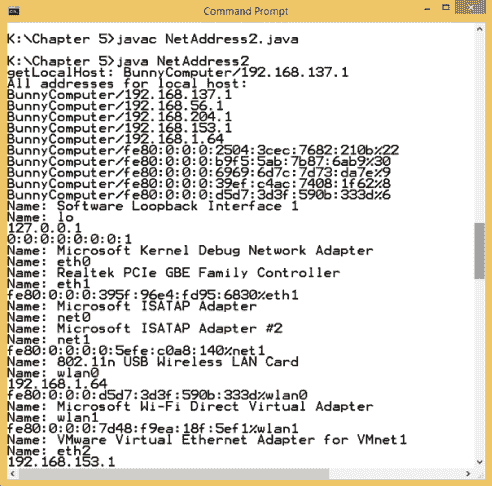 Command Prompt
K:\Chapter 5>javac NetAddress2.java
K:\Chapter 5>java NetAddress2
getLocalHost: BunnyComputer/192.168.137.1
All addresses for local host:
BunnyComputer/192.168.137.1
BunnyComputer/192.168.56.1
BunnyComputer/192.168.204.1
BunnyComputer/192.168.153.1
BunnyComputer/192.168.1.64
BunnyComputer/fe80:0:0:0:2504:3cec:7682:210b%22
BunnyComputer/fe80:0:0:0:b9f5:5ab:7b87:6ab9%30
BunnyComputer/fe80:0:0:0:6969:6d7c:7d73:da7e%9
BunnyComputer/fe80:0:0:0:39ef:c4ac:7408:1f62%8
BunnyComputer/fe80:0:0:0:d5d7:3d3f:590b:333d%6
Name: Software Loopback Interface 1
Name: lo
127.0.0.1
0:0:0:0:0:0:0:1
Name: Microsoft Kernel Debug Network Adapter
Name: eth0
Name: Realtek PCIe GBE Family Controller
Name: eth1
fe80:0:0:0:395f:96e4:fd95:6830%eth1
Name: Microsoft ISATAP Adapter
Name: net0
Name: Microsoft ISATAP Adapter #2
Name: net1
fe80:0:0:0:0:5efe:c0a8:140%net1
Name: 802.11n USB Wireless LAN Card
Name: wlan0
192.168.1.64
fe80:0:0:0:d5d7:3d3f:590b:333d%wlan0
Name: Microsoft Wi-Fi Direct Virtual Adapter
Name: wlan1
fe80:0:0:0:7d48:f9ea:18f:5ef1%wlan1
Name: VMware Virtual Ethernet Adapter for VMnet1
Name: eth2
192.168.153.1